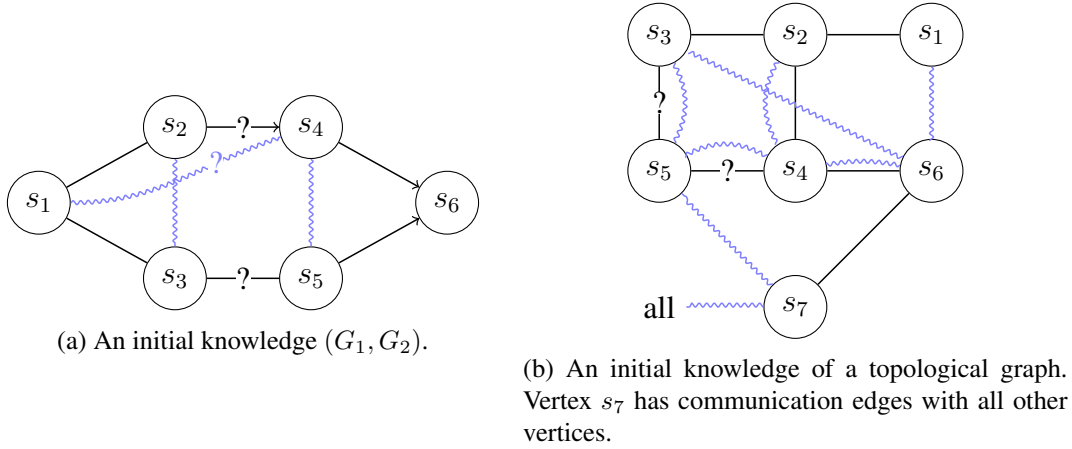 s₂ ? s₄
?
s₁
s₆
s₃ ? s₅
(a) An initial knowledge (G₁, G₂).
s₃ s₂ s₁
?
s₅ ? s₄ s₆
all s₇
(b) An initial knowledge of a topological graph.
Vertex s₇ has communication edges with all other
vertices.